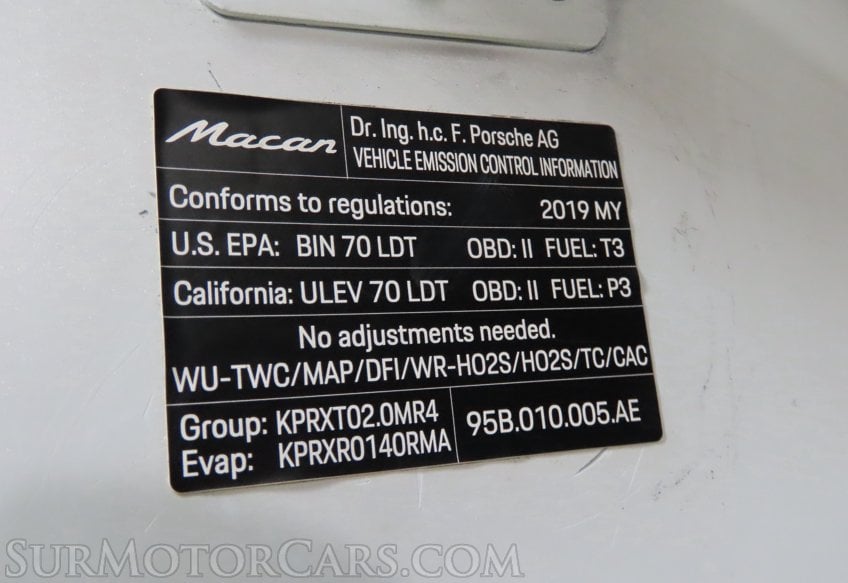 Macan
Dr. Ing. h.c. F. Porsche AG
VEHICLE EMISSION CONTROL INFORMATION
Conforms to regulations: 2019 MY
U.S. EPA: BIN 70 LDT OBD: II FUEL: T3
California: ULEV 70 LDT OBD: II FUEL: P3
No adjustments needed.
WU-TWC/MAP/DFI/WR-HO2S/HO2S/TC/CAC
Group: KPRXT02.0MR4
Evap: KPRXR0140RMA
95B.010.005.AE
SURMOTORCARS.COM